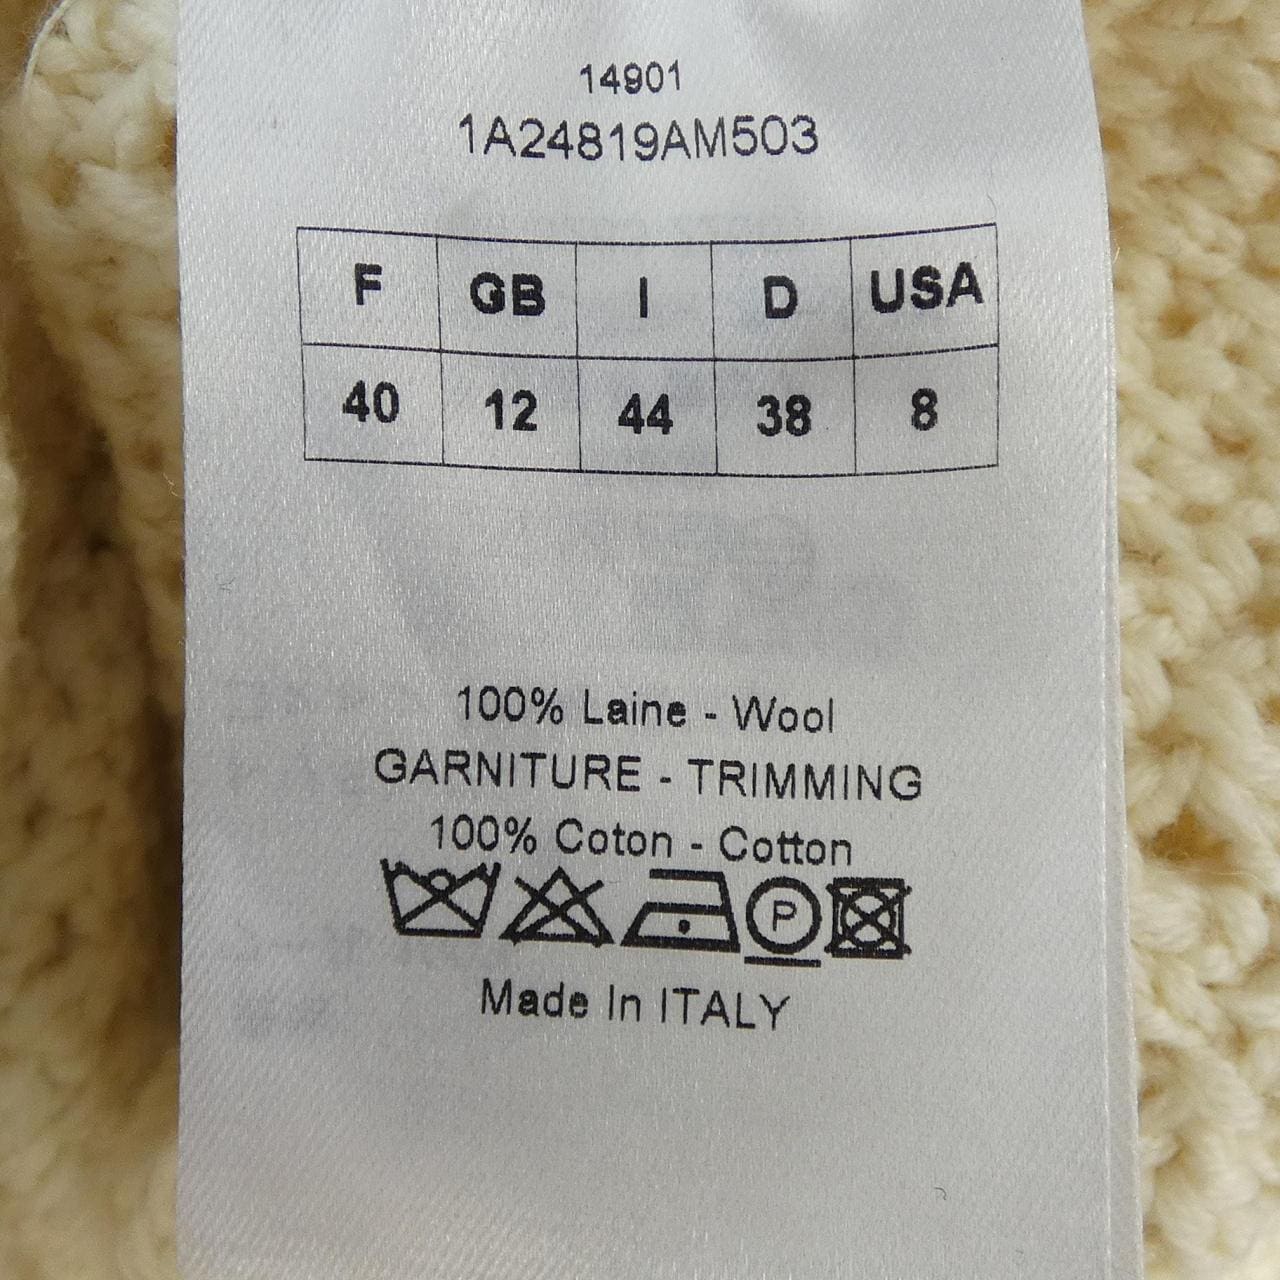 14901
1A24819AM503
F GB I D USA
40 12 44 38 8
100% Laine - Wool
GARNITURE - TRIMMING
100% Coton - Cotton
P
Made In ITALY